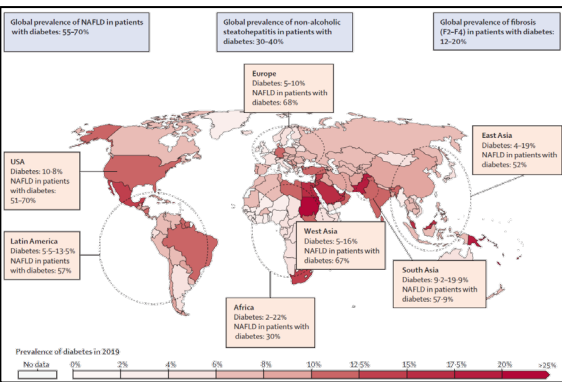 Global prevalence of NAFLD in patients
with diabetes: 55–70%
Global prevalence of non-alcoholic
steatohepatitis in patients with
diabetes: 30–40%
Global prevalence of fibrosis
(F2–F4) in patients with diabetes:
12–20%
Europe
Diabetes: 5–10%
NAFLD in patients with
diabetes: 68%
East Asia
Diabetes: 4–19%
NAFLD in patients with
diabetes: 52%
USA
Diabetes: 10·8%
NAFLD in patients
with diabetes:
51–70%
West Asia
Diabetes: 5–16%
NAFLD in patients with
diabetes: 67%
Latin America
Diabetes: 5·5–13·5%
NAFLD in patients
with diabetes: 57%
South Asia
Diabetes: 9·2–19·9%
NAFLD in patients with
diabetes: 57·9%
Africa
Diabetes: 2–22%
NAFLD in patients with
diabetes: 30%
Prevalence of diabetes in 2019
No data 0% 2% 4% 6% 8% 10% 12·5% 15% 17·5% 20% >25%